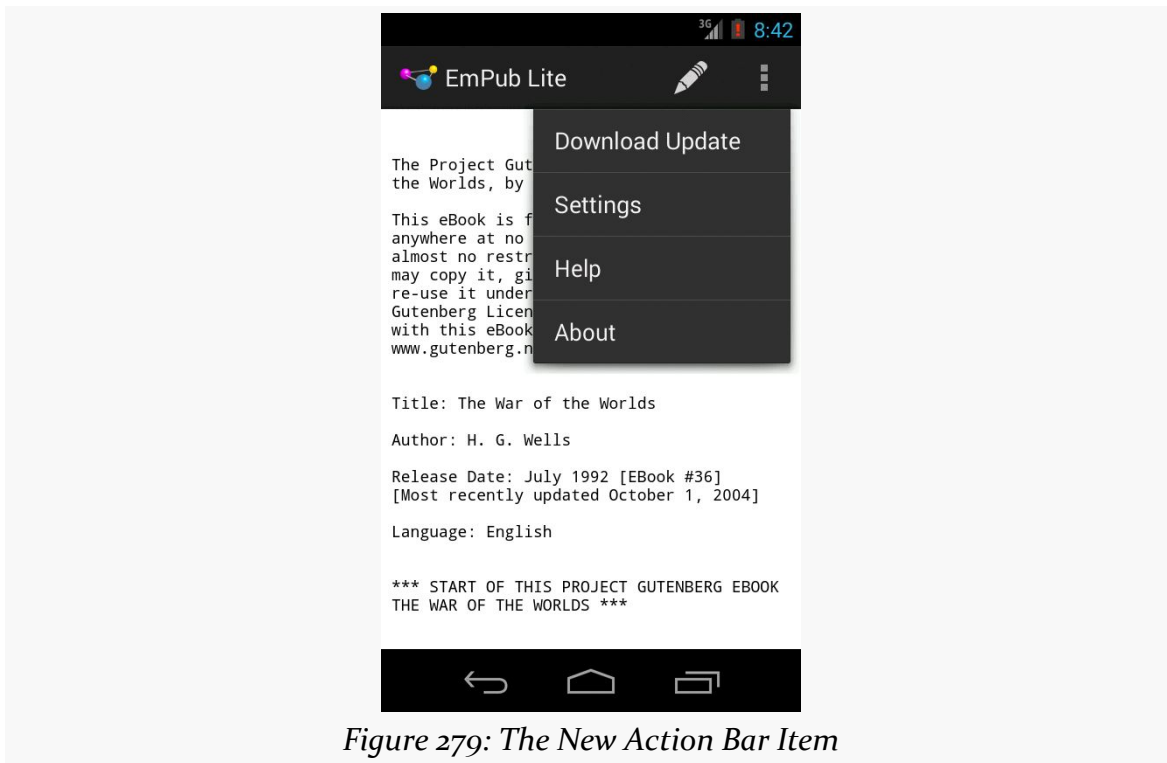 3G 8:42
EmPub Lite
Download Update
Settings
Help
About
The Project Gut
the Worlds, by
This eBook is f
anywhere at no
almost no restr
may copy it, gi
re-use it under
Gutenberg Licen
with this eBook
www.gutenberg.n
Title: The War of the Worlds
Author: H. G. Wells
Release Date: July 1992 [EBook #36]
[Most recently updated October 1, 2004]
Language: English
*** START OF THIS PROJECT GUTENBERG EBOOK
THE WAR OF THE WORLDS ***
Figure 279: The New Action Bar Item